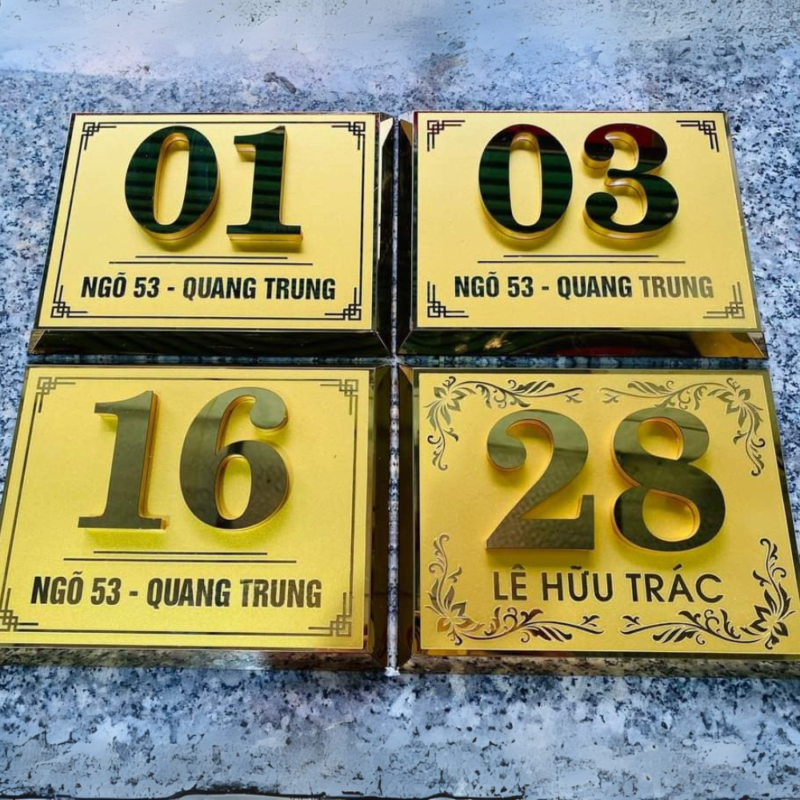 01
NGÕ 53 - QUANG TRUNG
03
NGÕ 53 - QUANG TRUNG
16
NGÕ 53 - QUANG TRUNG
28
LÊ HỮU TRÁC